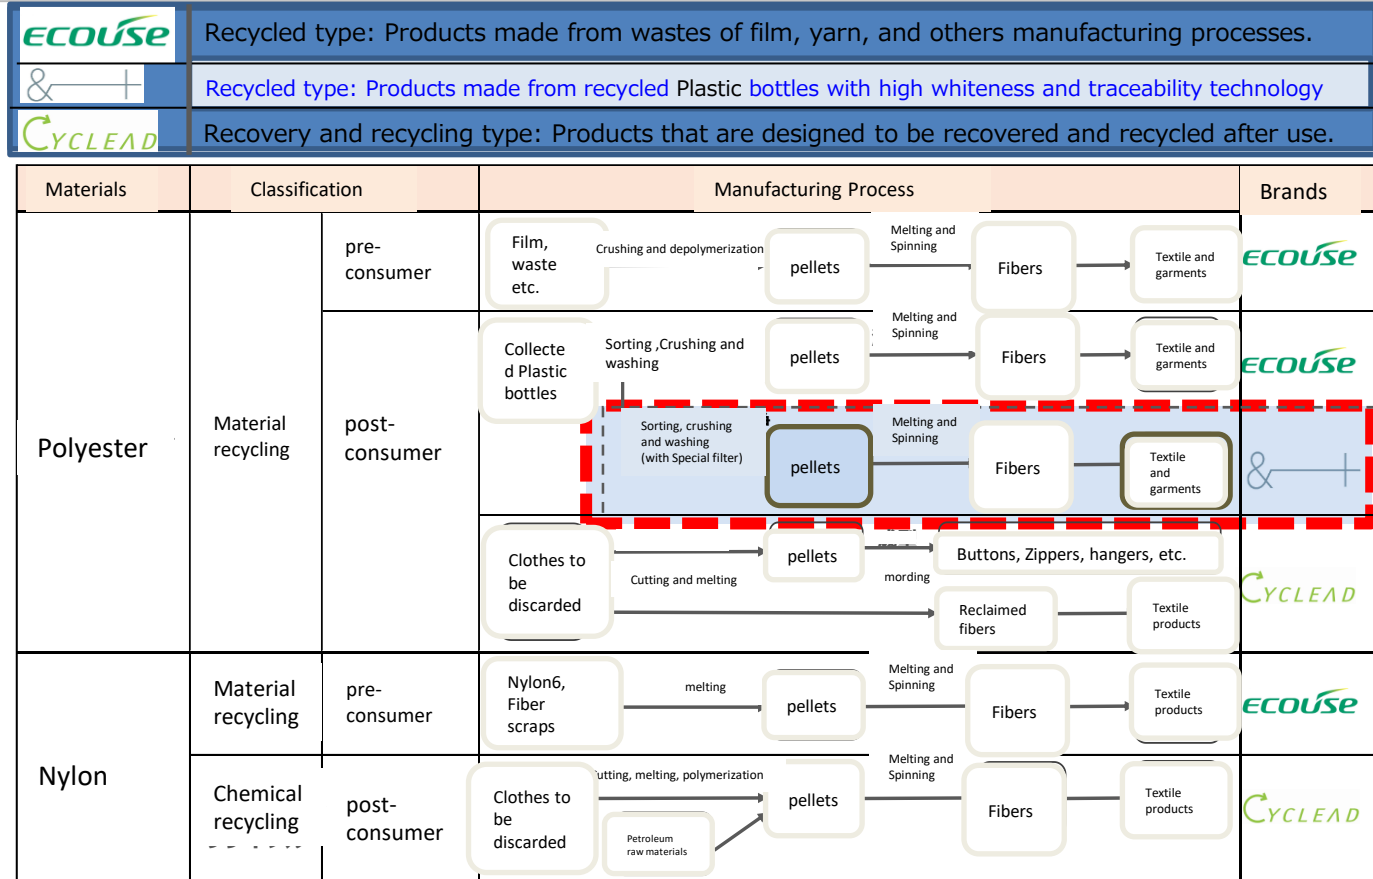 ECOUSE
Recycled type: Products made from wastes of film, yarn, and others manufacturing processes.
&+
Recycled type: Products made from recycled Plastic bottles with high whiteness and traceability technology
CYCLEAD
Recovery and recycling type: Products that are designed to be recovered and recycled after use.
Materials
Classification
Manufacturing Process
Brands
Polyester
Material
recycling
pre-
consumer
Film,
waste
etc.
Crushing and depolymerization
pellets
Melting and
Spinning
Fibers
Textile and
garments
ECOUSE
post-
consumer
Collecte
d Plastic
bottles
Sorting ,Crushing and
washing
pellets
Melting and
Spinning
Fibers
Textile and
garments
ECOUSE
Sorting, crushing
and washing
(with Special filter)
pellets
Melting and
Spinning
Fibers
Textile
and
garments
&+
Clothes to
be
discarded
Cutting and melting
pellets
mording
Buttons, Zippers, hangers, etc.
Reclaimed
fibers
Textile
products
CYCLEAD
Nylon
Material
recycling
pre-
consumer
Nylon6,
Fiber
scraps
melting
pellets
Melting and
Spinning
Fibers
Textile
products
ECOUSE
Chemical
recycling
post-
consumer
Clothes to
be
discarded
utting, melting, polymerization
Petroleum
raw materials
pellets
Melting and
Spinning
Fibers
Textile
products
CYCLEAD